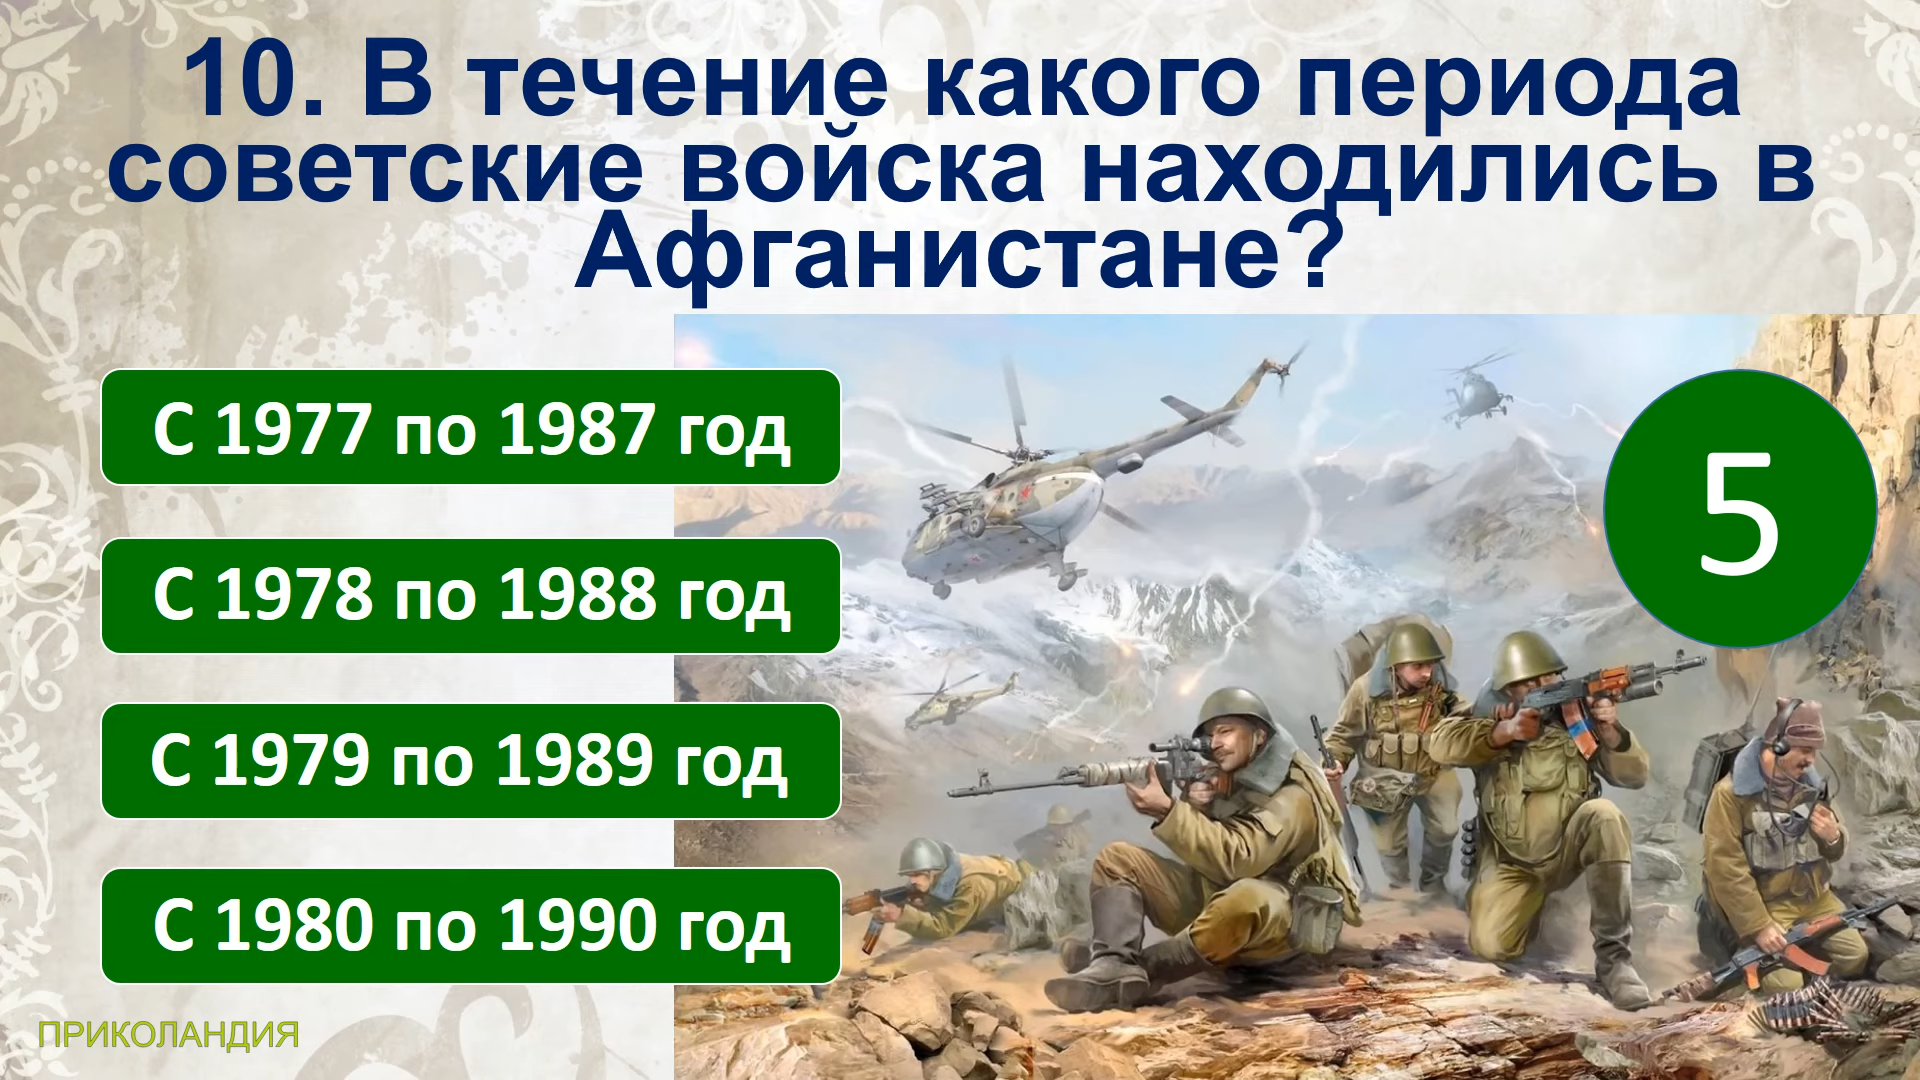 10. В течение какого периода
советские войска находились в
Афганистане?
С 1977 по 1987 год
5
С 1978 по 1988 год
С 1979 по 1989 год
С 1980 по 1990 год
ПРИКОЛАНДИЯ